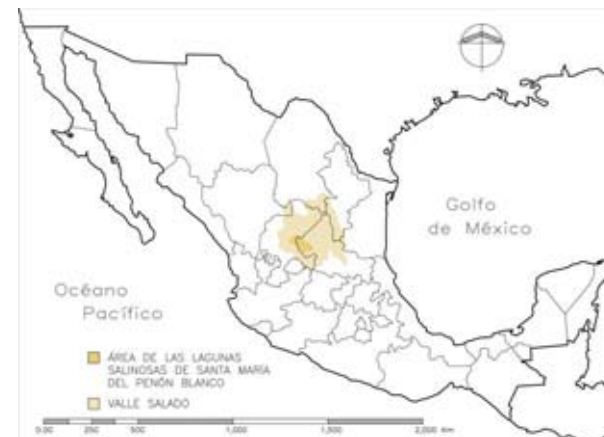 Golfo
de México
Océano
Pacífico
ÁREA DE LAS LAGUNAS
SALINOSAS DE SANTA MARÍA
DEL PEÑÓN BLANCO
VALLE SALADO
0.00 250 500 1,000 1,500 2,000 km